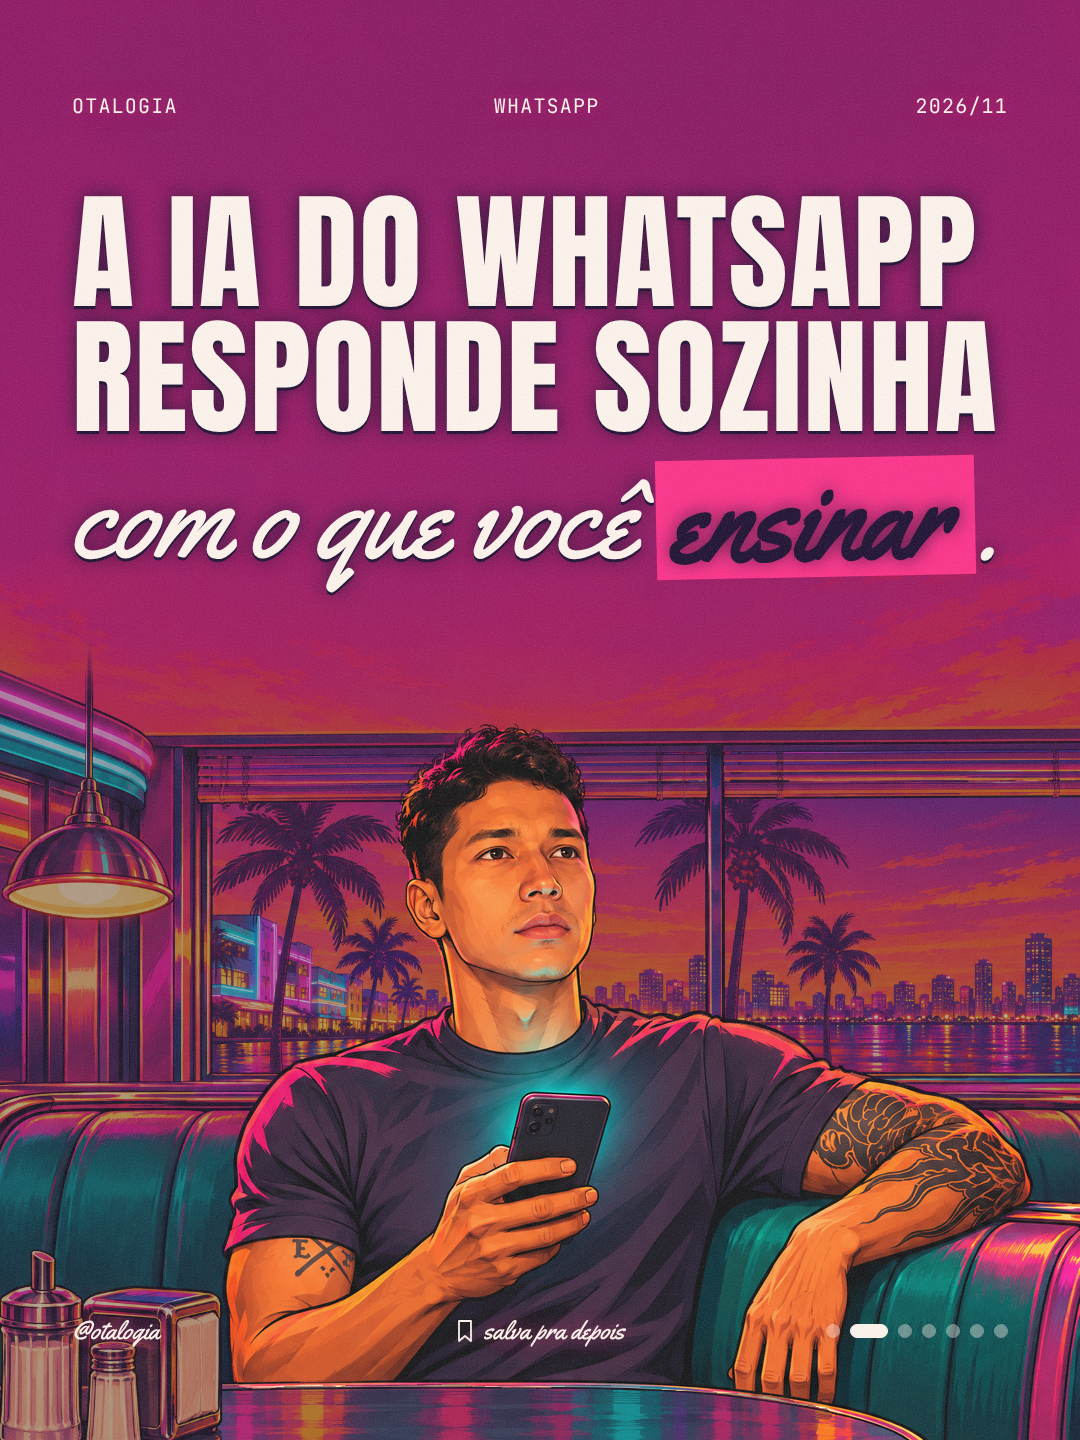 OTALOGIA WHATSAPP 2026/11
A IA DO WHATSAPP
RESPONDE SOZINHA
com o que você ensinar.
@otalogia salva pra depois